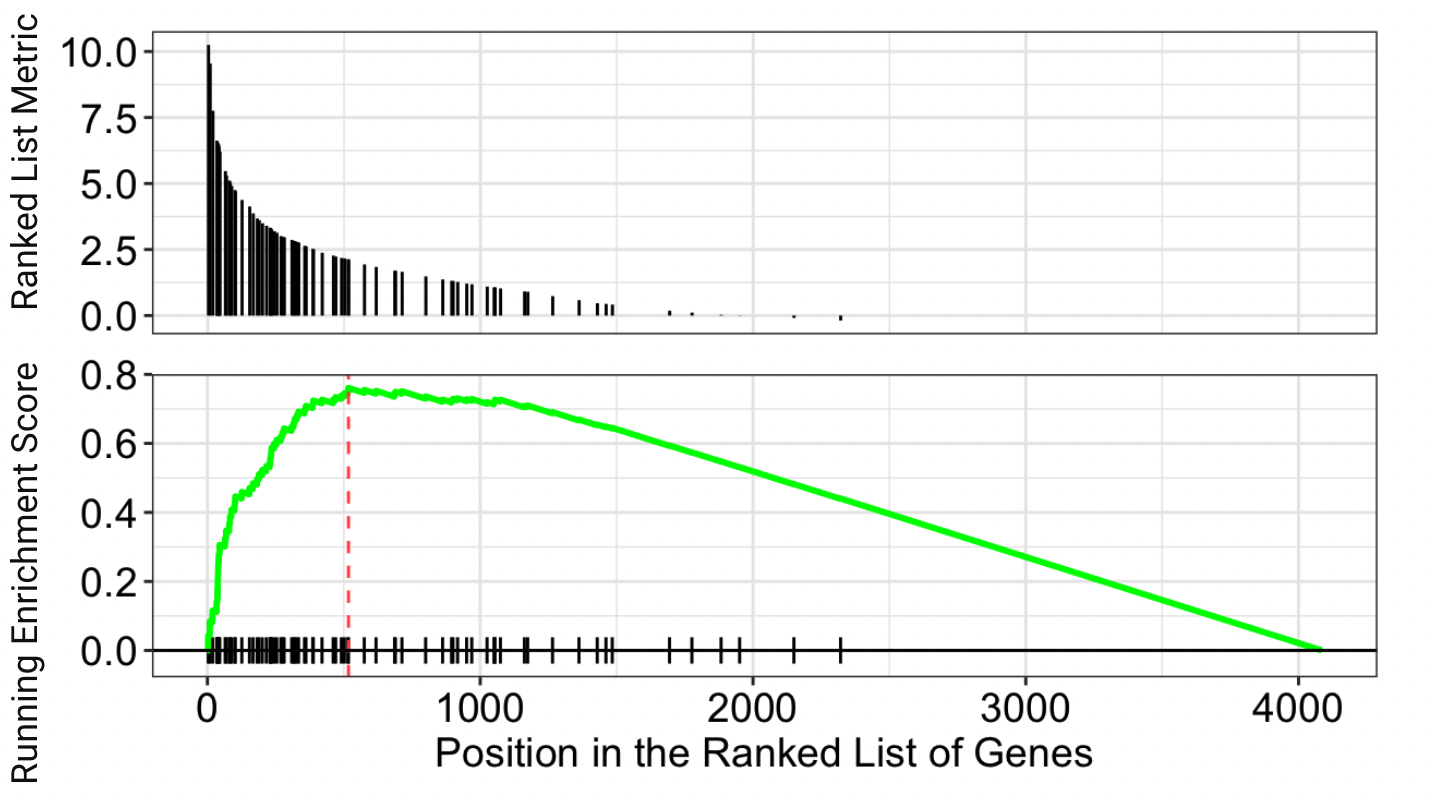 Ranked List Metric
10.0
7.5
5.0
2.5
0.0
Running Enrichment Score
0.8
0.6
0.4
0.2
0.0
0 1000 2000 3000 4000
Position in the Ranked List of Genes